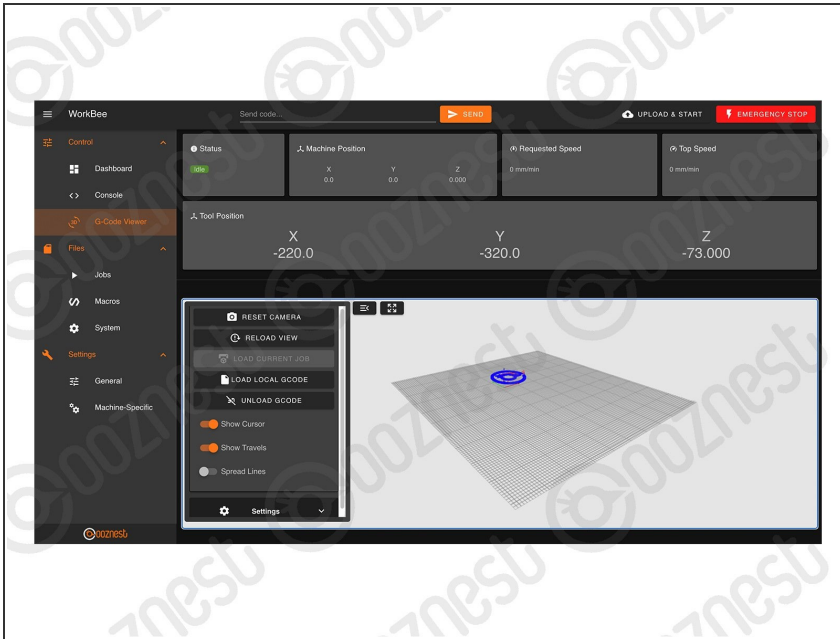 WorkBee
Send code...
SEND
UPLOAD & START
EMERGENCY STOP
Control
Dashboard
Console
G-Code Viewer
Files
Jobs
Macros
System
Settings
General
Machine-Specific
ooznest
Status
Idle
Machine Position
X Y Z
0.0 0.0 0.000
Requested Speed
0 mm/min
Top Speed
0 mm/min
Tool Position
X Y Z
-220.0 -320.0 -73.000
RESET CAMERA
RELOAD VIEW
LOAD CURRENT JOB
LOAD LOCAL GCODE
UNLOAD GCODE
Show Cursor
Show Travels
Spread Lines
Settings